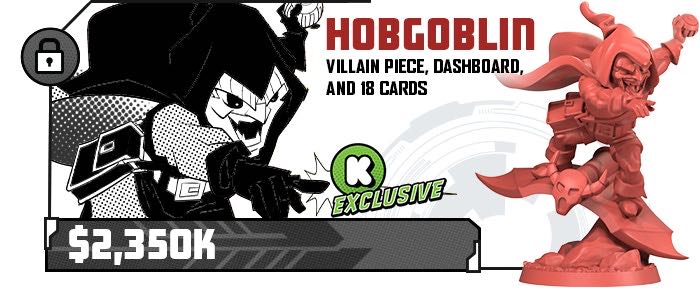 HOBGOBLIN
VILLAIN PIECE, DASHBOARD,
AND 18 CARDS
K
EXCLUSIVE
$2,350K